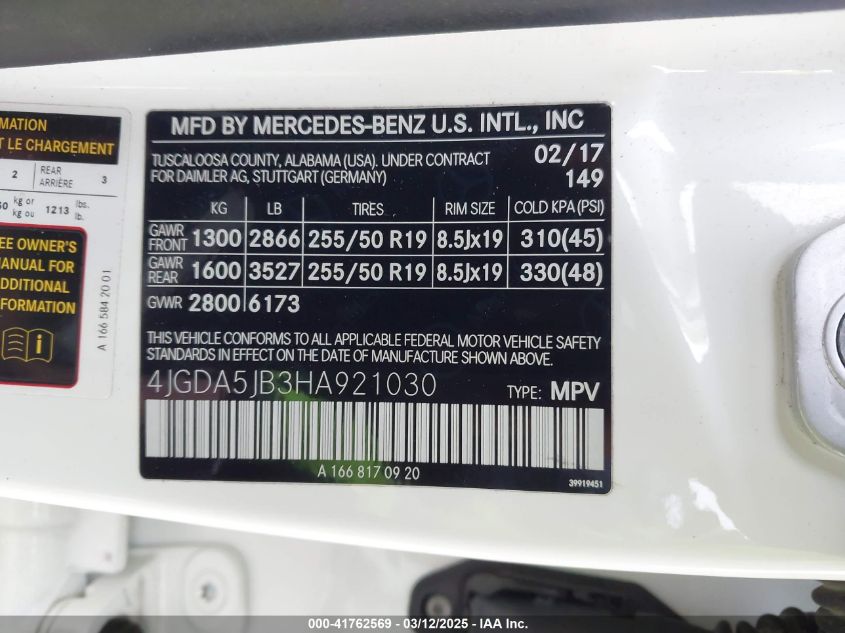 MATION
T LE CHARGEMENT
2 REAR ARRIÈRE 3
kg or kg ou 1213 lbs. lb.
EE OWNER'S
MANUAL FOR
ADDITIONAL
NFORMATION
A 166 584 20 01
MFD BY MERCEDES-BENZ U.S. INTL., INC
TUSCALOOSA COUNTY, ALABAMA (USA). UNDER CONTRACT 02/17
FOR DAIMLER AG, STUTTGART (GERMANY) 149
KG LB TIRES RIM SIZE COLD KPA(PSI)
GAWR FRONT 1300 2866 255/50 R19 8.5Jx19 310(45)
GAWR REAR 1600 3527 255/50 R19 8.5Jx19 330(48)
GVWR 2800 6173
THIS VEHICLE CONFORMS TO ALL APPLICABLE FEDERAL MOTOR VEHICLE SAFETY
STANDARDS IN EFFECT ON THE DATE OF MANUFACTURE SHOWN ABOVE.
4JGDA5JB3HA921030 TYPE: MPV
A 166 817 09 20
39919451
000-41762569 - 03/12/2025 - IAAI Inc.